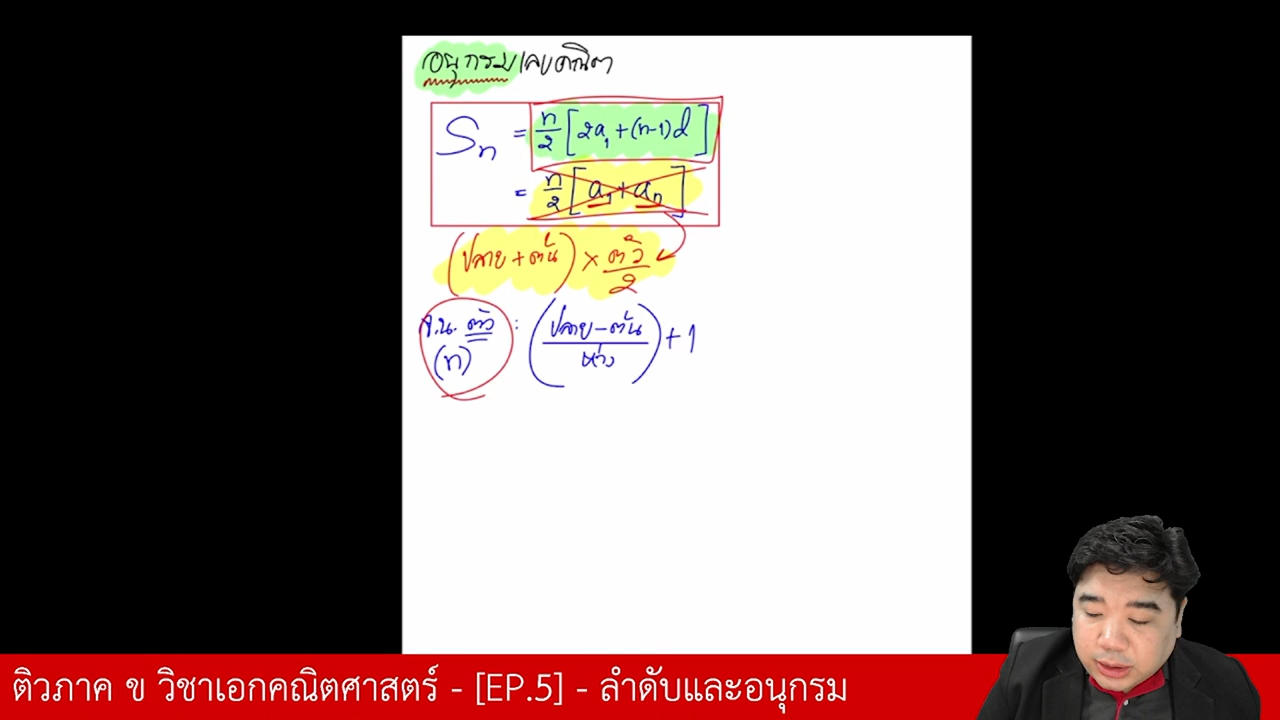 อนุกรมเลขคณิต
Sₙ = n/2 [2a₁+(n-1)d]
= n/2 [a₁+aₙ]
(ปลาย+ต้น) × ตัว/2
จ.น. ตัว (n) : (ปลาย-ต้น/ห่าง) + 1
ติวภาค ข วิชาเอกคณิตศาสตร์ - [EP.5] - ลำดับและอนุกรม